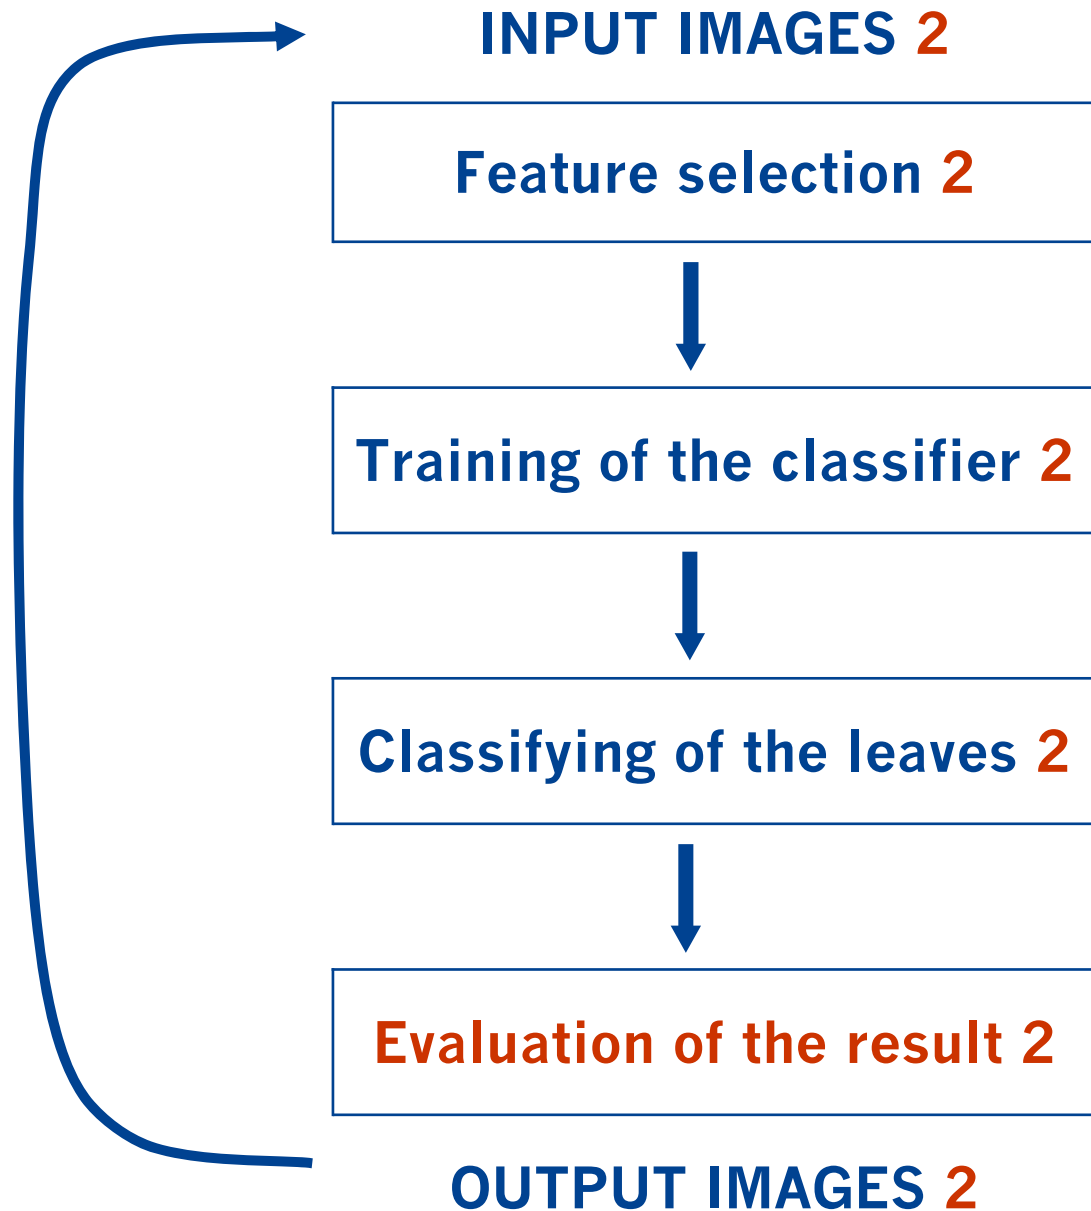 INPUT IMAGES 2
Feature selection 2
Training of the classifier 2
Classifying of the leaves 2
Evaluation of the result 2
OUTPUT IMAGES 2